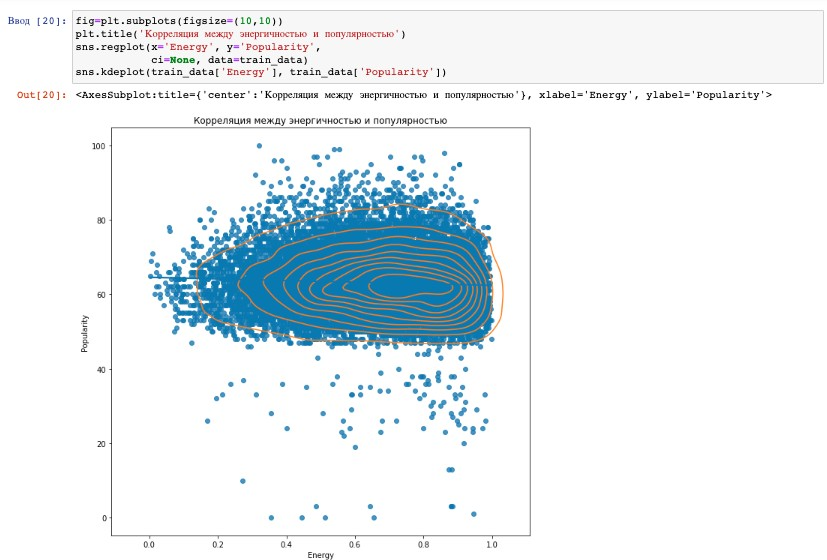 Ввод [20]: fig=plt.subplots(figsize=(10,10))
plt.title('Корреляция между энергичностью и популярностью')
sns.regplot(x='Energy', y='Popularity',
ci=None, data=train_data)
sns.kdeplot(train_data['Energy'], train_data['Popularity'])
Out[20]: <AxesSubplot:title={'center':'Корреляция между энергичностью и популярностью'}, xlabel='Energy', ylabel='Popularity'>
Корреляция между энергичностью и популярностью
100
80
60
40
20
0
Popularity
0.0 0.2 0.4 0.6 0.8 1.0
Energy